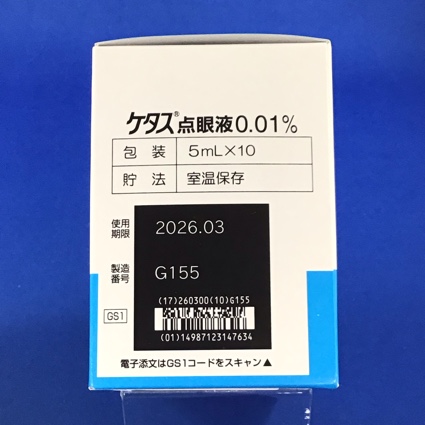 ケタス®点眼液0.01%
包装 5mL×10
貯法 室温保存
使用期限 2026.03
製造番号 G155
(17)260300(10)G155
GS1
(01)14987123147634
電子添文はGS1コードをスキャン▲